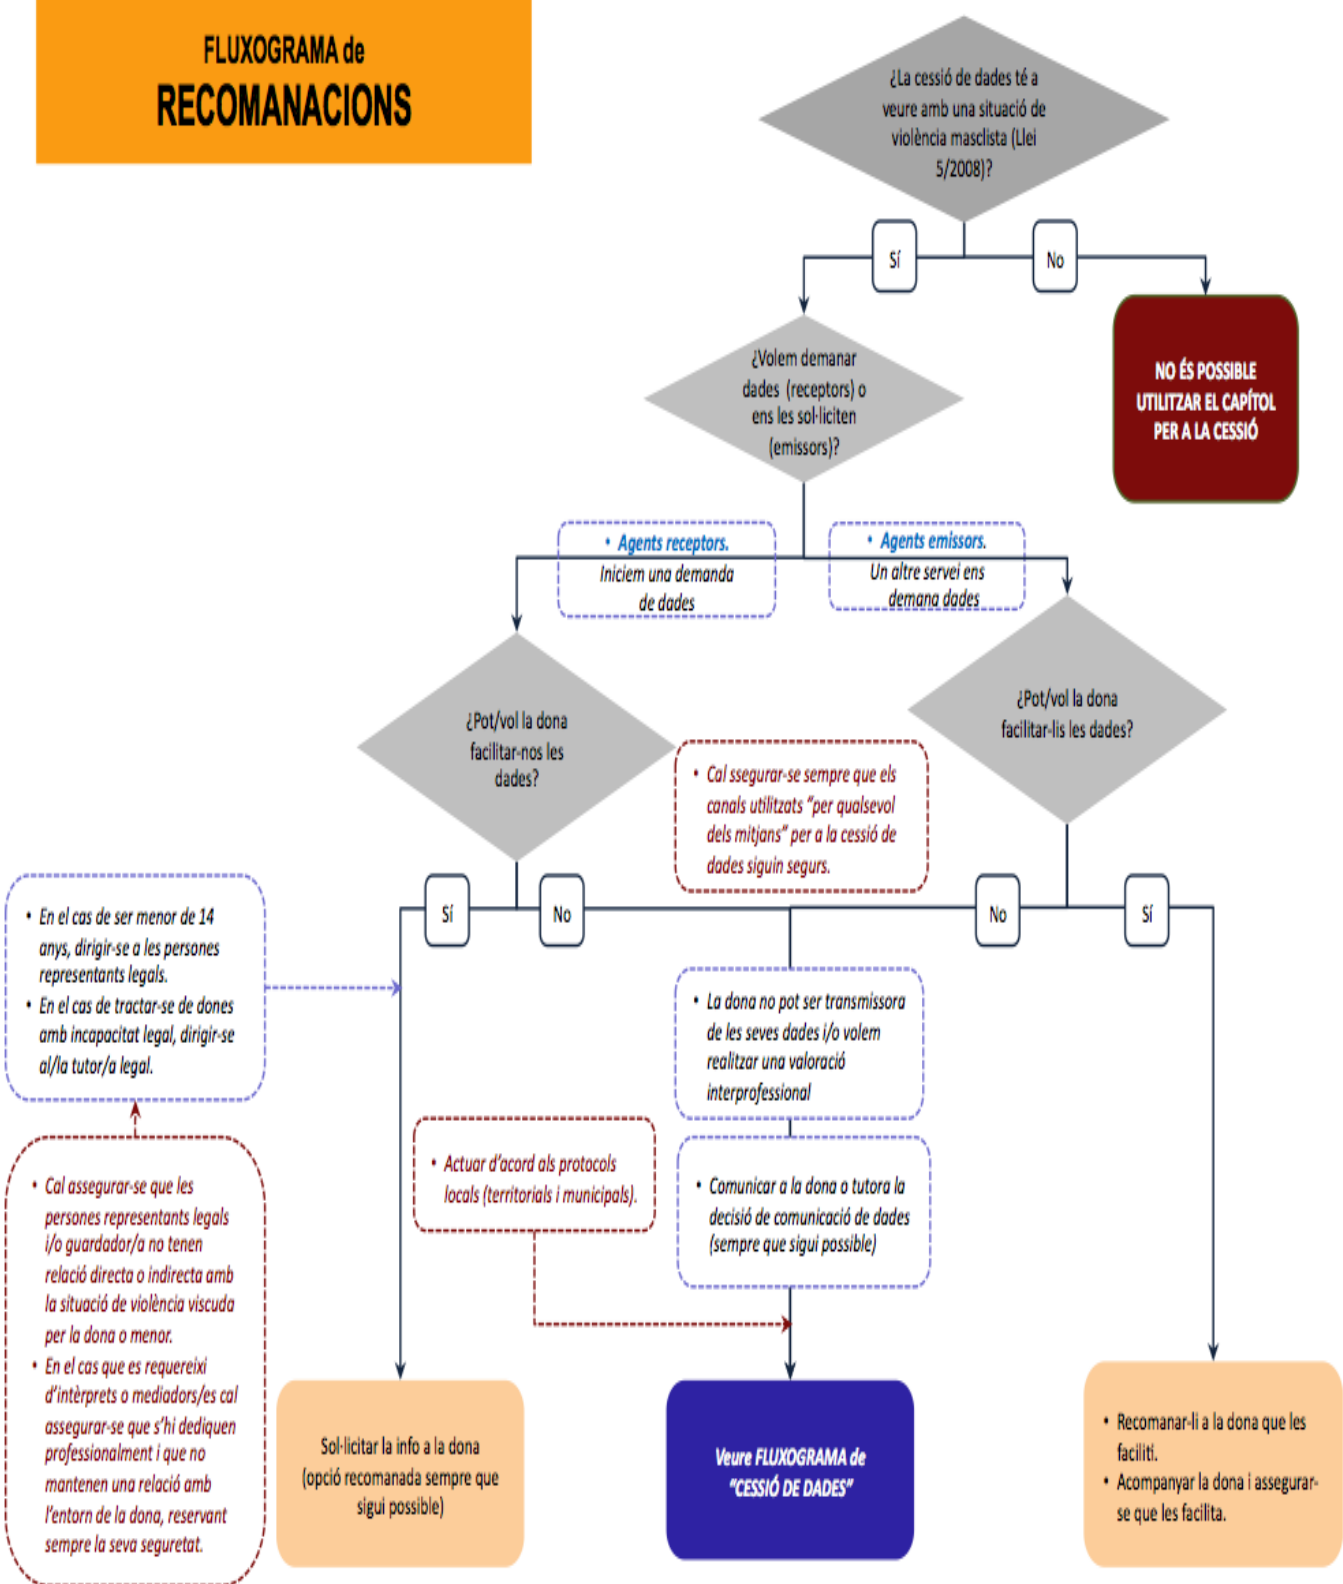 FLUXOGRAMA de
RECOMANACIONS
¿La cessió de dades té a
veure amb una situació de
violència masclista (Llei
5/2008)?
Sí
No
¿Volem demanar
dades (receptors) o
ens les sol·liciten
(emissors)?
NO ÉS POSSIBLE
UTILITZAR EL CAPÍTOL
PER A LA CESSIÓ
• Agents receptors.
Iniciem una demanda
de dades
• Agents emissors.
Un altre servei ens
demana dades
¿Pot/vol la dona
facilitar-nos les
dades?
¿Pot/vol la dona
facilitar-lis les dades?
• Cal ssegurar-se sempre que els
canals utilitzats “per qualsevol
dels mitjans” per a la cessió de
dades siguin segurs.
Sí
No
No
Sí
• En el cas de ser menor de 14
anys, dirigir-se a les persones
representants legals.
• En el cas de tractar-se de dones
amb incapacitat legal, dirigir-se
al/la tutor/a legal.
• La dona no pot ser transmissora
de les seves dades i/o volem
realitzar una valoració
interprofessional
• Actuar d’acord als protocols
locals (territorials i municipals).
• Comunicar a la dona o tutora la
decisió de comunicació de dades
(sempre que sigui possible)
• Cal assegurar-se que les
persones representants legals
i/o guardador/a no tenen
relació directa o indirecta amb
la situació de violència viscuda
per la dona o menor.
• En el cas que es requereixi
d’intèrprets o mediadors/es cal
assegurar-se que s’hi dediquen
professionalment i que no
mantenen una relació amb
l’entorn de la dona, reservant
sempre la seva seguretat.
Sol·licitar la info a la dona
(opció recomanada sempre que
sigui possible)
Veure FLUXOGRAMA de
“CESSIÓ DE DADES”
• Recomanar-li a la dona que les
faciliti.
• Acompanyar la dona i assegurar-
se que les facilita.